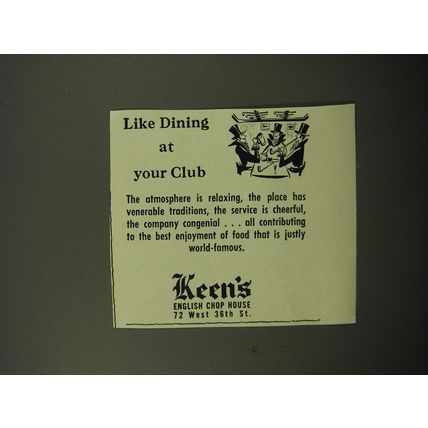 Like Dining
at
your Club
The atmosphere is relaxing, the place has
venerable traditions, the service is cheerful,
the company congenial . . . all contributing
to the best enjoyment of food that is justly
world-famous.
Keen's
ENGLISH CHOP HOUSE
72 West 36th St.